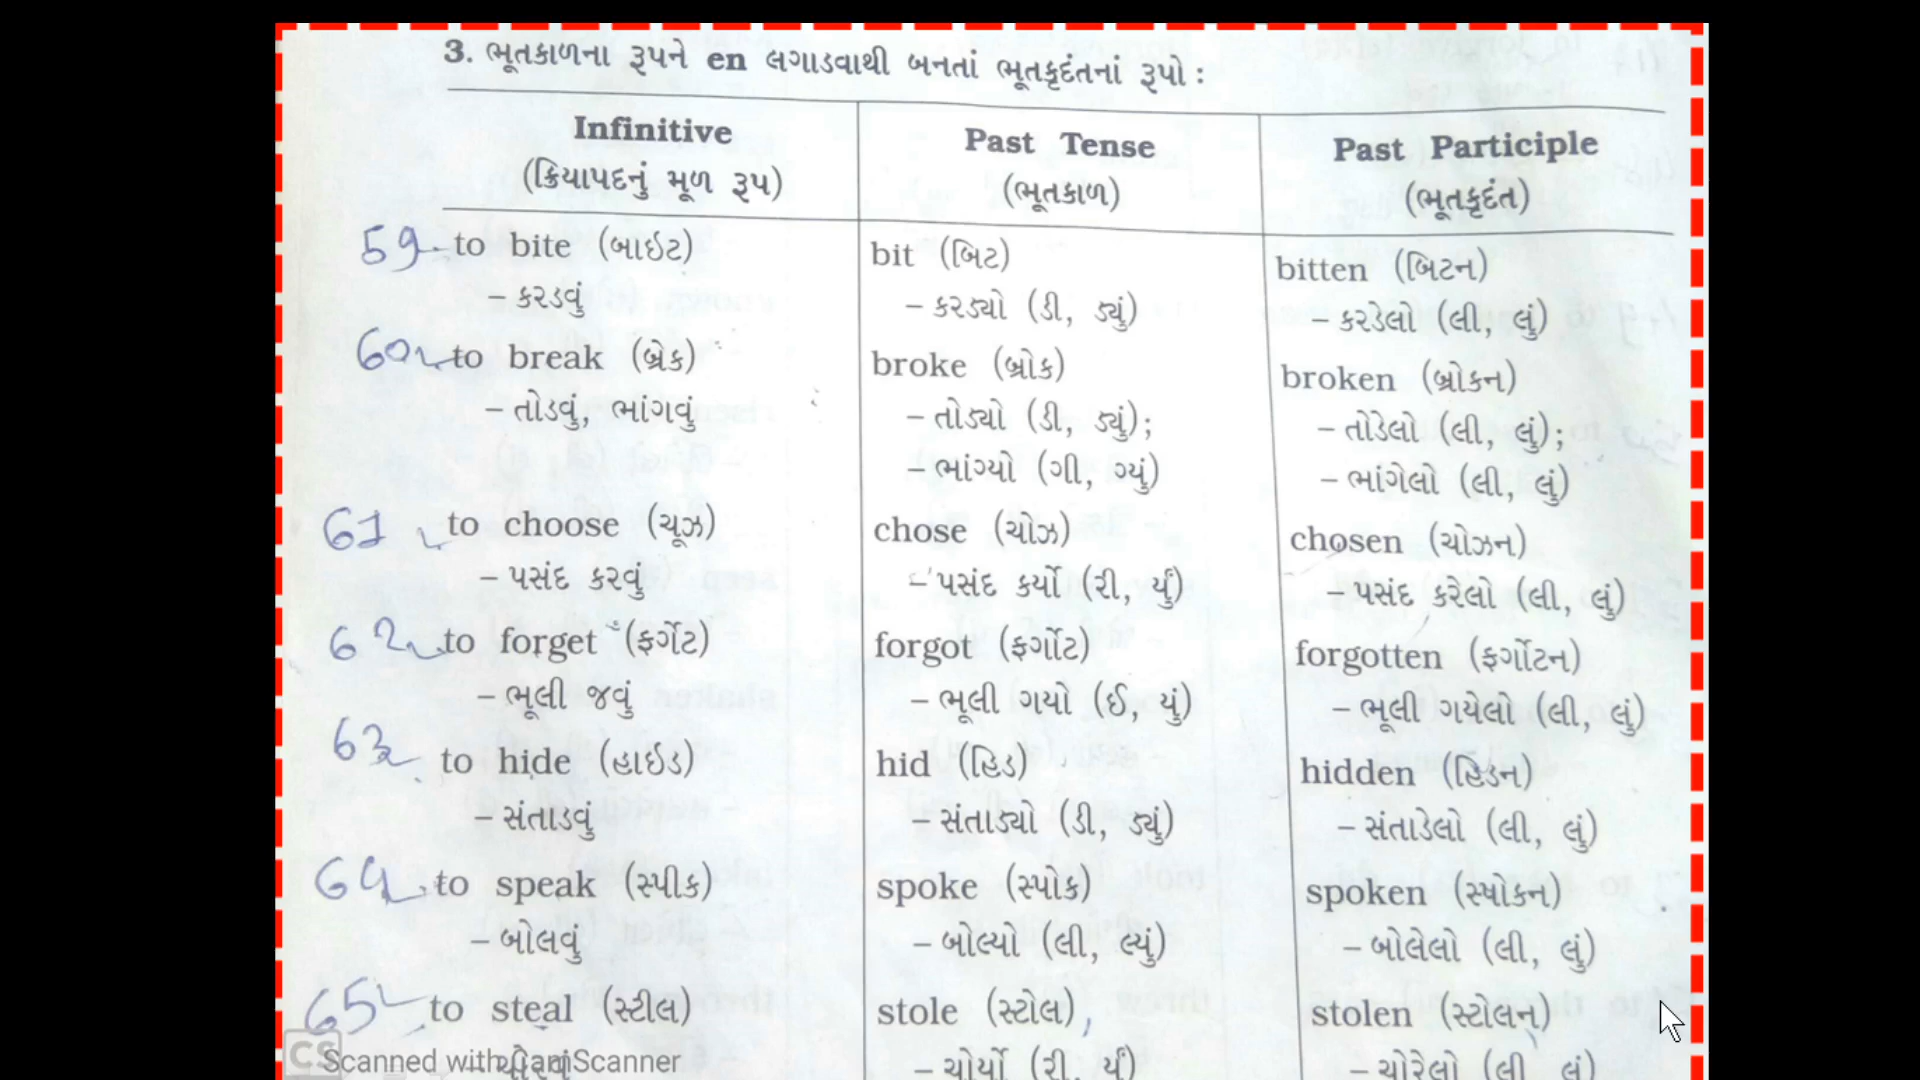 3. ભૂતકાળના રૂપને en લગાડવાથી બનતાં ભૂતકૃદંતનાં રૂપો :
Infinitive Past Tense Past Participle
(ક્રિયાપદનું મૂળ રૂપ) (ભૂતકાળ) (ભૂતકૃદંત)
59 to bite (બાઇટ) bit (બિટ) bitten (બિટન)
– કરડવું – કરડ્યો (ડી, ડ્યું) – કરડેલો (લી, લું)
60 to break (બ્રેક) broke (બ્રોક) broken (બ્રોકન)
– તોડવું, ભાંગવું – તોડ્યો (ડી, ડ્યું); – તોડેલો (લી, લું);
– ભાંગ્યો (ગી, ગ્યું) – ભાંગેલો (લી, લું)
61 to choose (ચૂઝ) chose (ચોઝ) chosen (ચોઝન)
– પસંદ કરવું – પસંદ કર્યો (રી, ર્યું) – પસંદ કરેલો (લી, લું)
62 to forget (ફર્ગેટ) forgot (ફર્ગોટ) forgotten (ફર્ગોટન)
– ભૂલી જવું – ભૂલી ગયો (ઈ, યું) – ભૂલી ગયેલો (લી, લું)
63 to hide (હાઇડ) hid (હિડ) hidden (હિડન)
– સંતાડવું – સંતાડ્યો (ડી, ડ્યું) – સંતાડેલો (લી, લું)
64 to speak (સ્પીક) spoke (સ્પોક) spoken (સ્પોકન)
– બોલવું – બોલ્યો (લી, લ્યું) – બોલેલો (લી, લું)
65 to steal (સ્ટીલ) stole (સ્ટોલ) stolen (સ્ટોલન)
– ચોર્યો (રી, ર્યું) – ચોરેલો (લી, લું)
CS Scanned with CamScanner